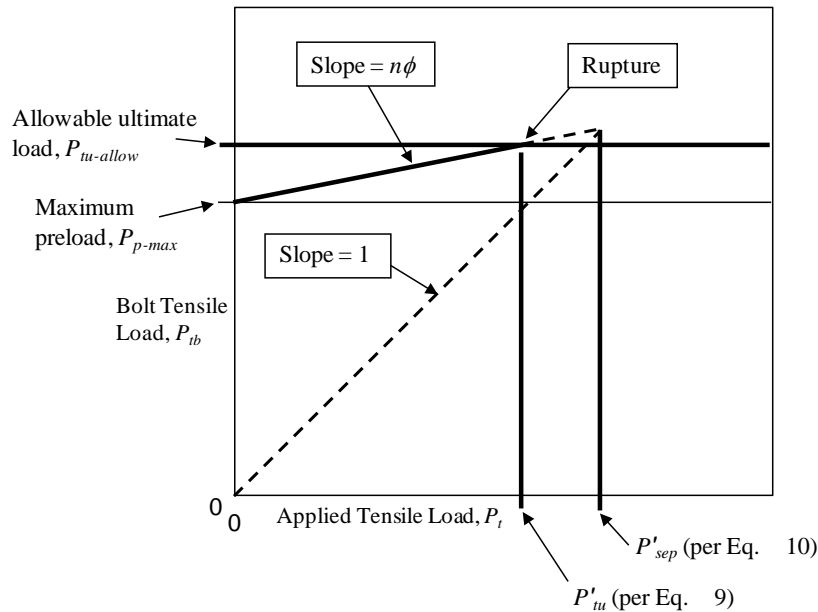 Slope = nϕ
Rupture
Allowable ultimate
load, Ptu-allow
Maximum
preload, Pp-max
Slope = 1
Bolt Tensile
Load, Ptb
0
0
Applied Tensile Load, Pt
P'sep (per Eq. 10)
P'tu (per Eq. 9)